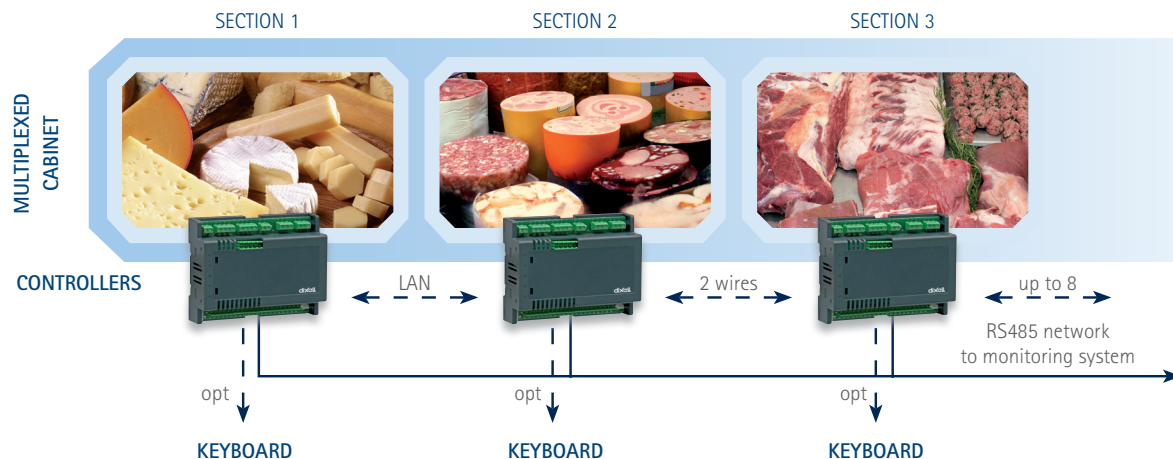 SECTION 1
SECTION 2
SECTION 3
MULTIPLEXED
CABINET
CONTROLLERS
dixell
dixell
dixell
LAN
2 wires
up to 8
RS485 network
to monitoring system
opt
opt
opt
KEYBOARD
KEYBOARD
KEYBOARD